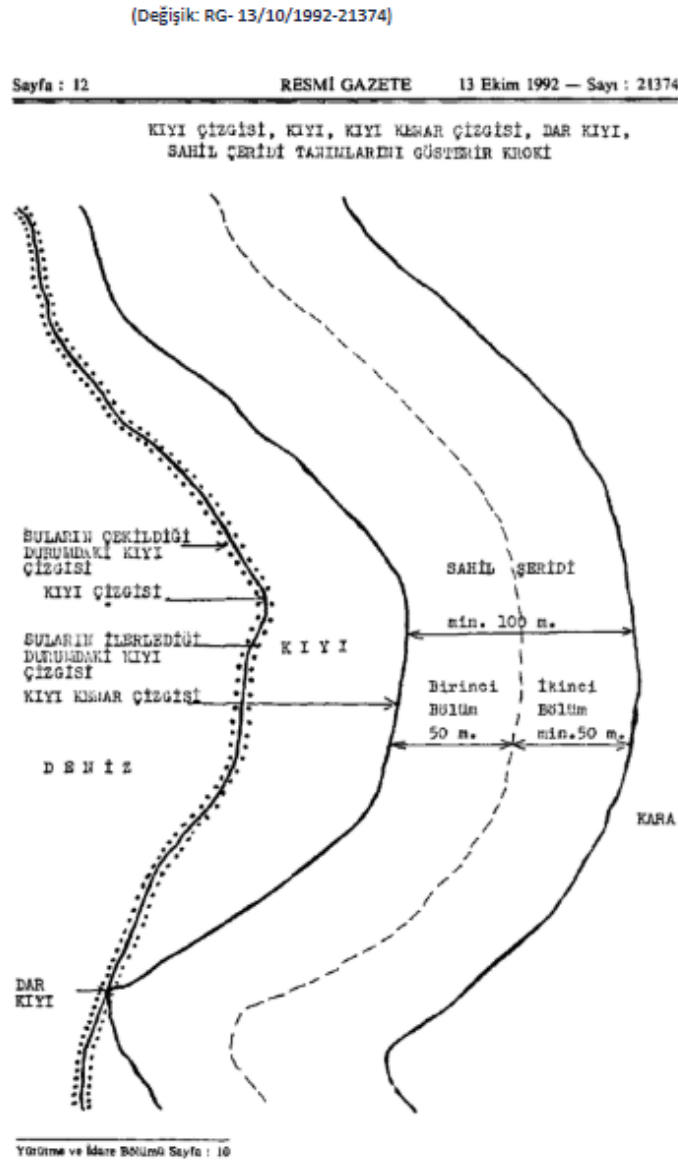 (Değişik: RG- 13/10/1992-21374)
Sayfa : 12 RESMİ GAZETE 13 Ekim 1992 — Sayı : 21374
KIYI ÇİZGİSİ, KIYI, KIYI KENAR ÇİZGİSİ, DAR KIYI,
SAHİL ÇERİDİ TANIMLARINI GÖSTERİR KROKİ
SULARIN ÇEKİLDİĞİ
DURUMDAKİ KIYI
ÇİZGİSİ
KIYI ÇİZGİSİ
SULARIN İLERLEDİĞİ
DURUMDAKİ KIYI
ÇİZGİSİ
KIYI KENAR ÇİZGİSİ
KIYI
DENİZ
SAHİL ŞERİDİ
min. 100 m.
Birinci
Bölüm
50 m.
İkinci
Bölüm
min.50 m.
KARA
DAR
KIYI
Yürütme ve İdare Bölümü Sayfa : 10